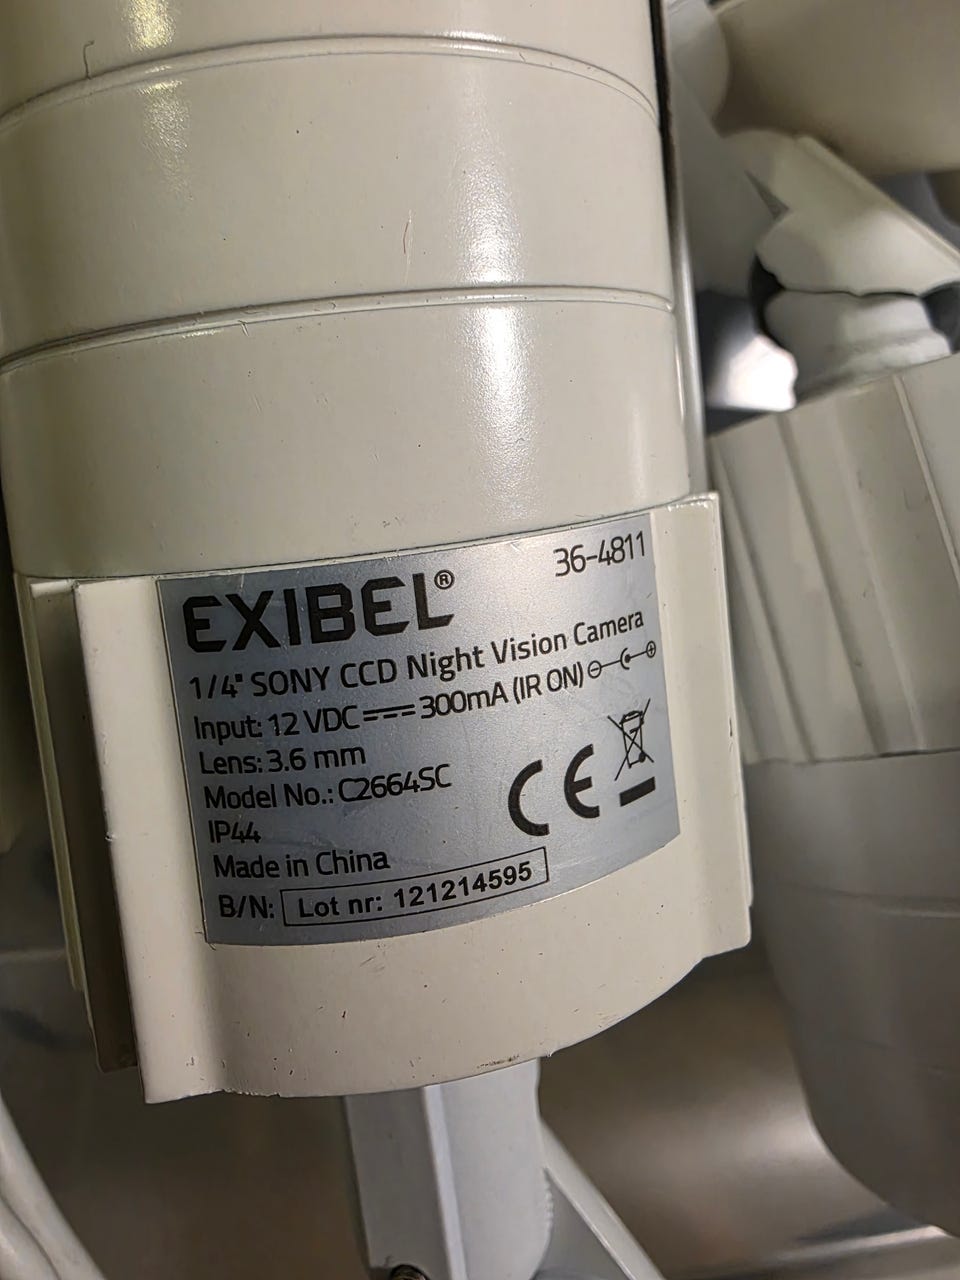 EXIBEL® 36-4811
1/4" SONY CCD Night Vision Camera
Input: 12 VDC 300mA (IR ON)
Lens: 3.6 mm
Model No.: C2664SC
IP44
CE
Made in China
B/N: Lot nr: 121214595